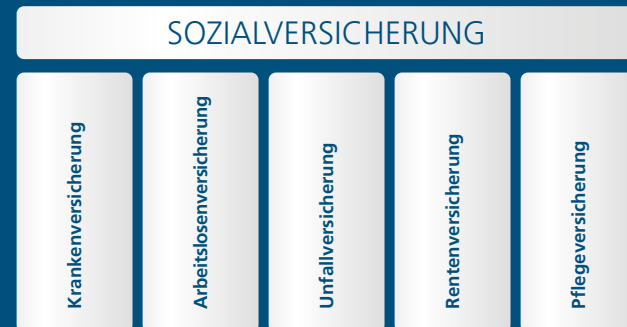 SOZIALVERSICHERUNG
Krankenversicherung
Arbeitslosenversicherung
Unfallversicherung
Rentenversicherung
Pflegeversicherung